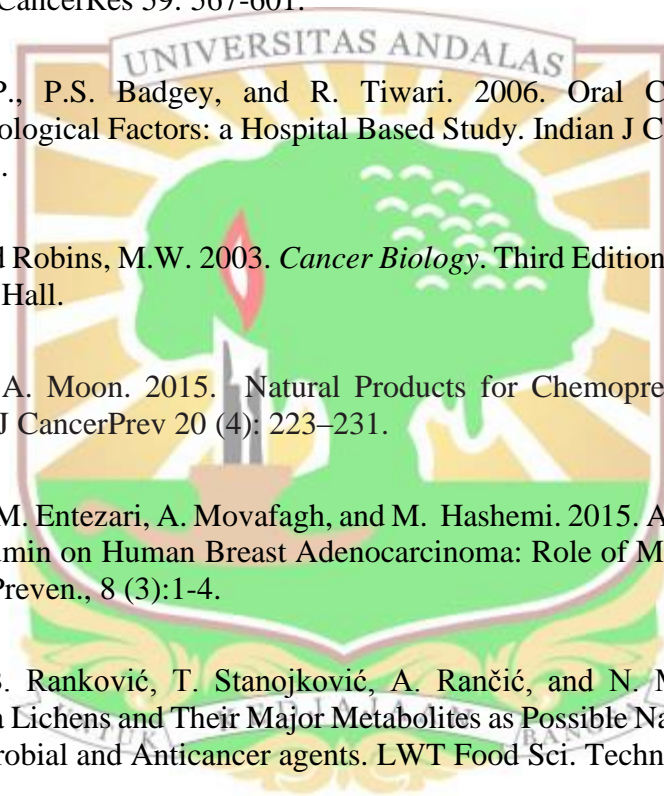 CancerRes 59: 567-601.
UNIVERSITAS ANDALAS
P., P.S. Badgey, and R. Tiwari. 2006. Oral C
ological Factors: a Hospital Based Study. Indian J C
.
d Robins, M.W. 2003. Cancer Biology. Third Edition
Hall.
A. Moon. 2015. Natural Products for Chemopre
J CancerPrev 20 (4): 223–231.
M. Entezari, A. Movafagh, and M. Hashemi. 2015. A
umin on Human Breast Adenocarcinoma: Role of M
Preven., 8 (3):1-4.
. Ranković, T. Stanojković, A. Rančić, and N. M
a Lichens and Their Major Metabolites as Possible Na
robial and Anticancer agents. LWT Food Sci. Techn